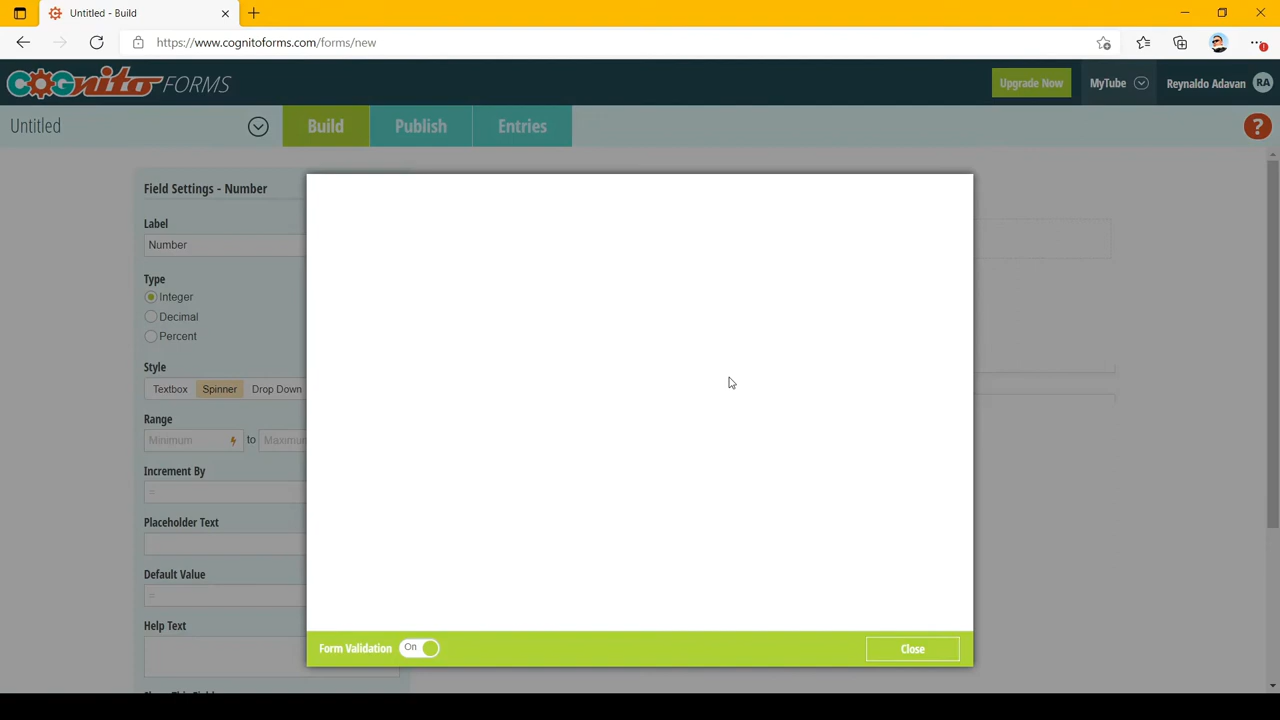 Untitled - Build
https://www.cognitoforms.com/forms/new
COGnito FORMS
Upgrade Now
MyTube
Reynaldo Adavan
RA
Untitled
Build
Publish
Entries
?
Field Settings - Number
Label
Number
Type
Integer
Decimal
Percent
Style
Textbox
Spinner
Drop Down
Range
Minimum
to
Maximu
Increment By
=
Placeholder Text
Default Value
=
Help Text
Form Validation
On
Close